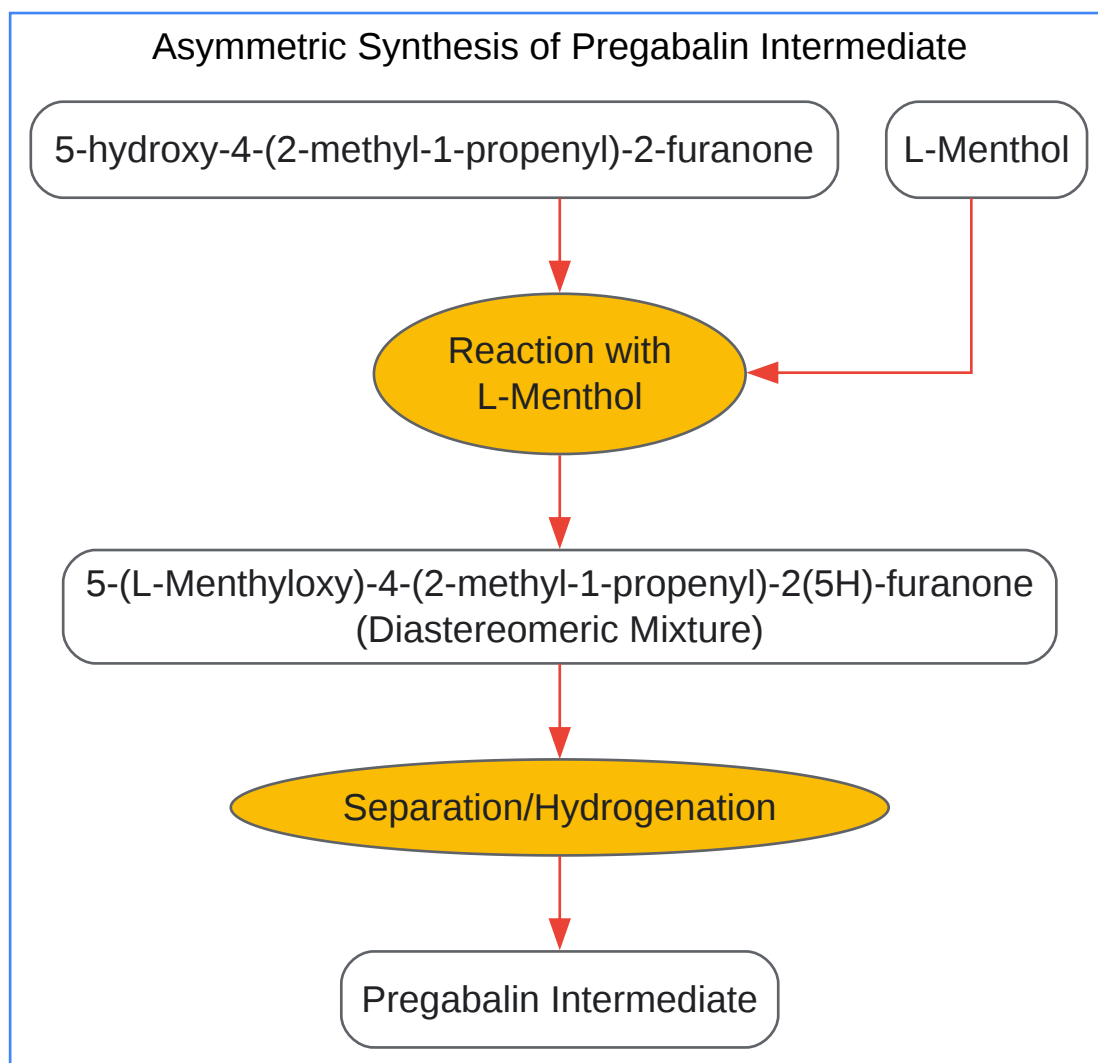 Asymmetric Synthesis of Pregabalin Intermediate
5-hydroxy-4-(2-methyl-1-propenyl)-2-furanone
L-Menthol
Reaction with
L-Menthol
5-(L-Menthyloxy)-4-(2-methyl-1-propenyl)-2(5H)-furanone
(Diastereomeric Mixture)
Separation/Hydrogenation
Pregabalin Intermediate